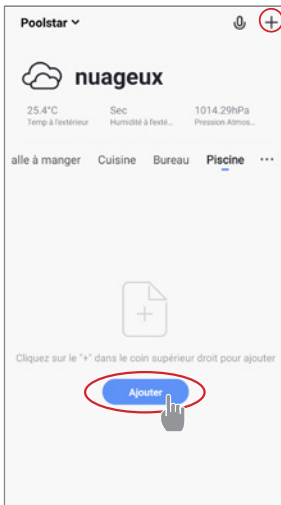 Poolstar
nuageux
25.4°C Sec 1014.29hPa
Temp à l'extérieur Humidité à l'exté... Pression Atmos...
alle à manger Cuisine Bureau Piscine ...
Cliquez sur le "+" dans le coin supérieur droit pour ajouter
Ajouter